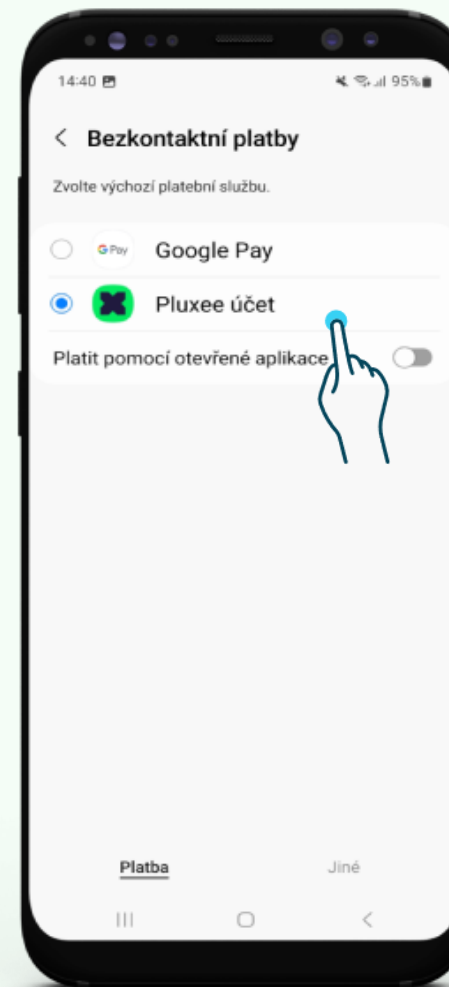 14:40
95%
Bezkontaktní platby
Zvolte výchozí platební službu.
G Pay
Google Pay
Pluxee účet
Platit pomocí otevřené aplikace
Platba
Jiné